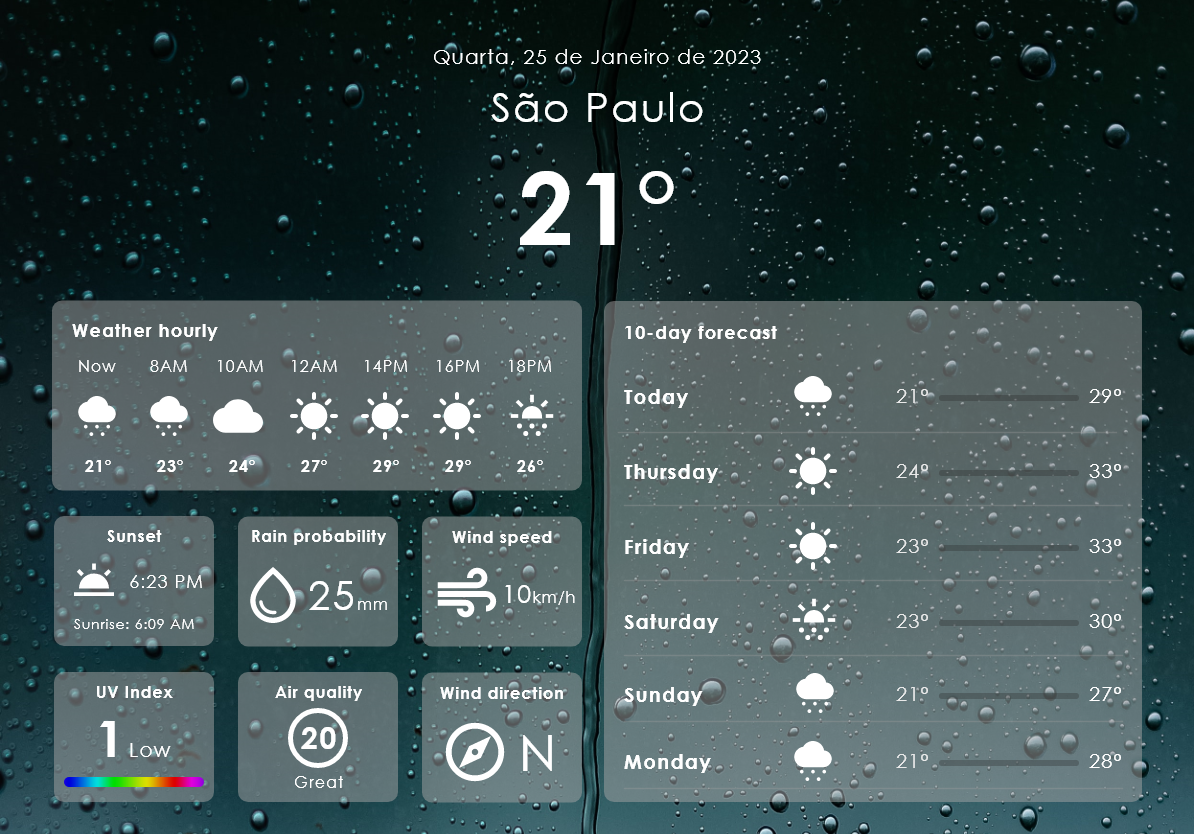 Quarta, 25 de Janeiro de 2023
São Paulo
21°
Weather hourly
Now 8AM 10AM 12AM 14PM 16PM 18PM
21° 23° 24° 27° 29° 29° 26°
Sunset
6:23 PM
Sunrise: 6:09 AM
Rain probability
25mm
Wind speed
10km/h
UV Index
1 Low
Air quality
20
Great
Wind direction
N
10-day forecast
Today 21° 29°
Thursday 24° 33°
Friday 23° 33°
Saturday 23° 30°
Sunday 21° 27°
Monday 21° 28°